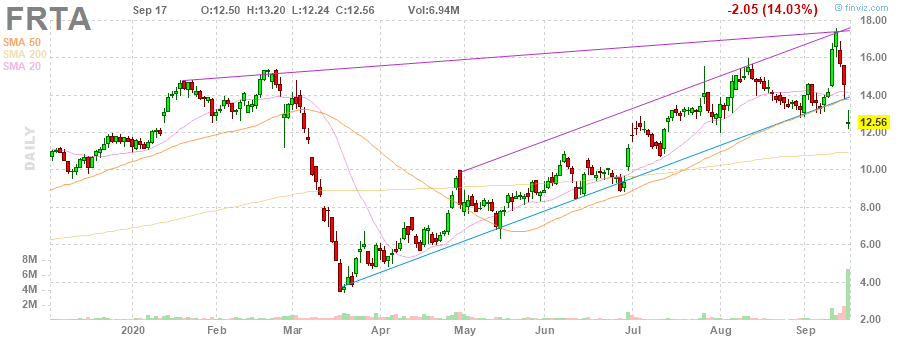 FRTA
Sep 17 O:12.50 H:13.20 L:12.24 C:12.56 Vol:6.94M
-2.05 (14.03%)
© finviz.com
SMA 50
SMA 200
SMA 20
DAILY
18.00
16.00
14.00
12.56
12.00
10.00
8.00
6.00
4.00
2.00
8M
6M
4M
2M
2020 Feb Mar Apr May Jun Jul Aug Sep